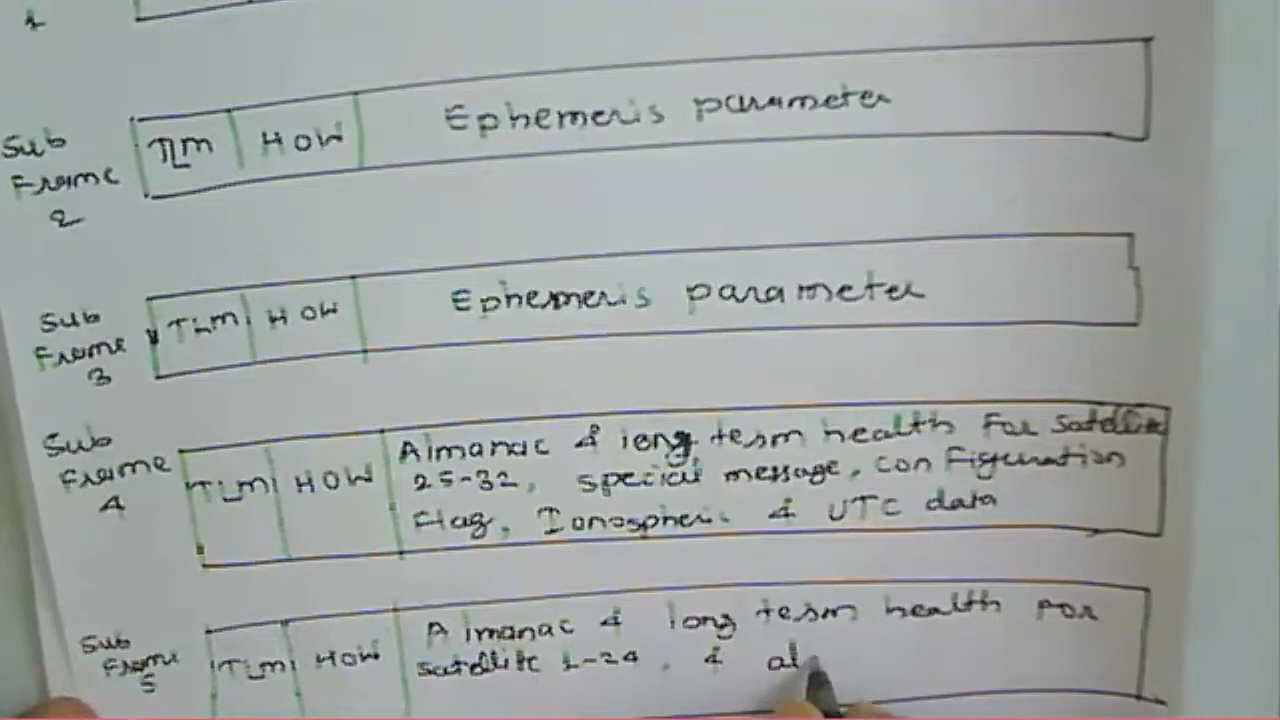 1
Sub
Frame
2
TLM
HOW
Ephemeris parameter
Sub
Frame
3
TLM
HOW
Ephemeris parameter
Sub
Frame
4
TLM
HOW
Almanac & long term health For satellite
25-32, special message, configuration
Flag, Ionospheric & UTC data
Sub
Frame
5
TLM
HOW
Almanac & long term health For
satellite 1-24, & al